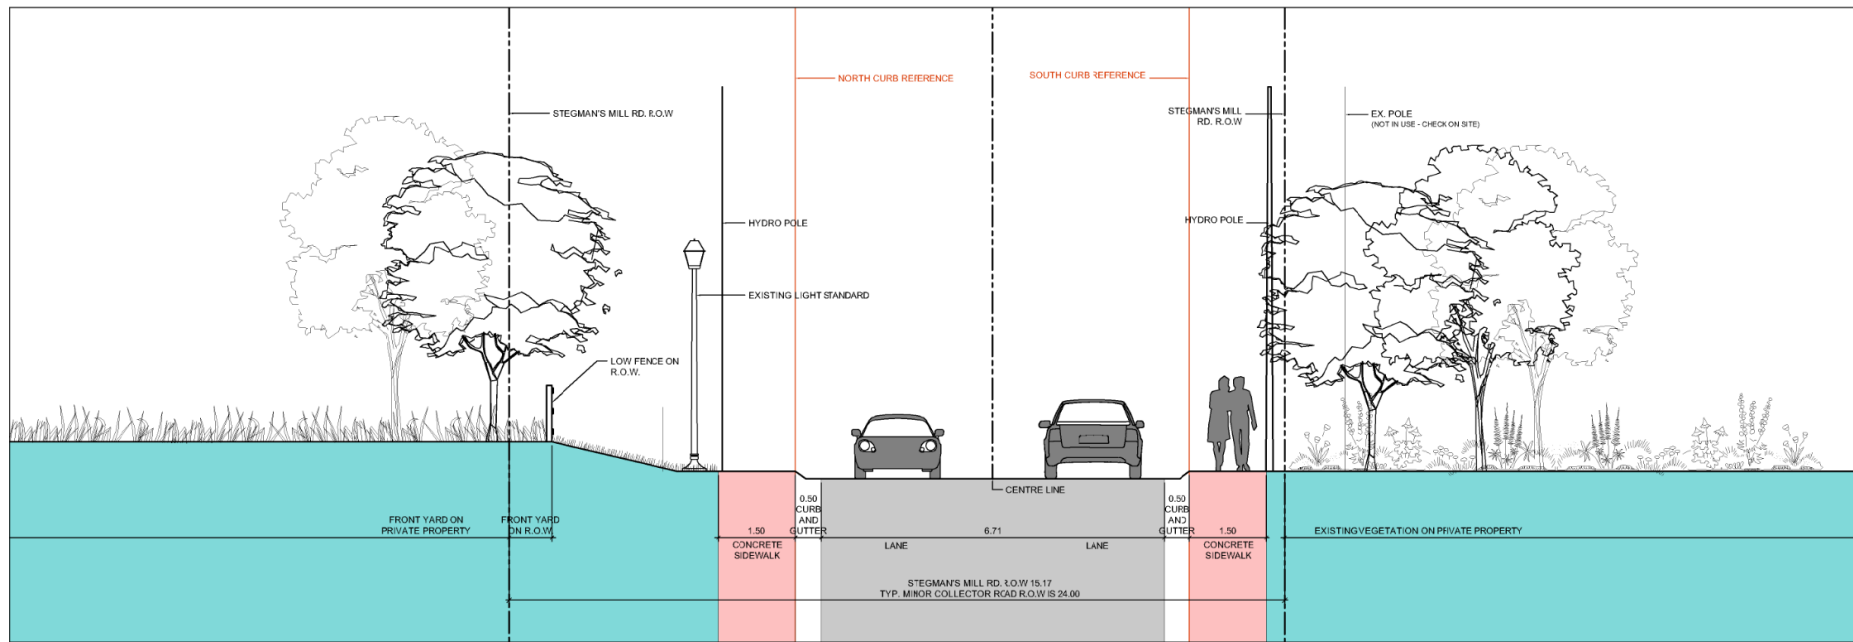 NORTH CURB REFERENCE
SOUTH CURB REFERENCE
STEGMAN'S MILL RD. R.O.W
STEGMAN'S MILL
RD. R.O.W
EX. POLE
(NOT IN USE - CHECK ON SITE)
HYDRO POLE
HYDRO POLE
EXISTING LIGHT STANDARD
LOW FENCE ON
R.O.W.
CENTRE LINE
FRONT YARD ON
PRIVATE PROPERTY
FRONT YARD
ON R.O.W.
1.50
CONCRETE
SIDEWALK
0.50
CURB
AND
GUTTER
LANE
6.71
LANE
0.50
CURB
AND
GUTTER
1.50
CONCRETE
SIDEWALK
EXISTING VEGETATION ON PRIVATE PROPERTY
STEGMAN'S MILL RD. R.O.W 15.17
TYP. MINOR COLLECTOR ROAD R.O.W IS 24.00